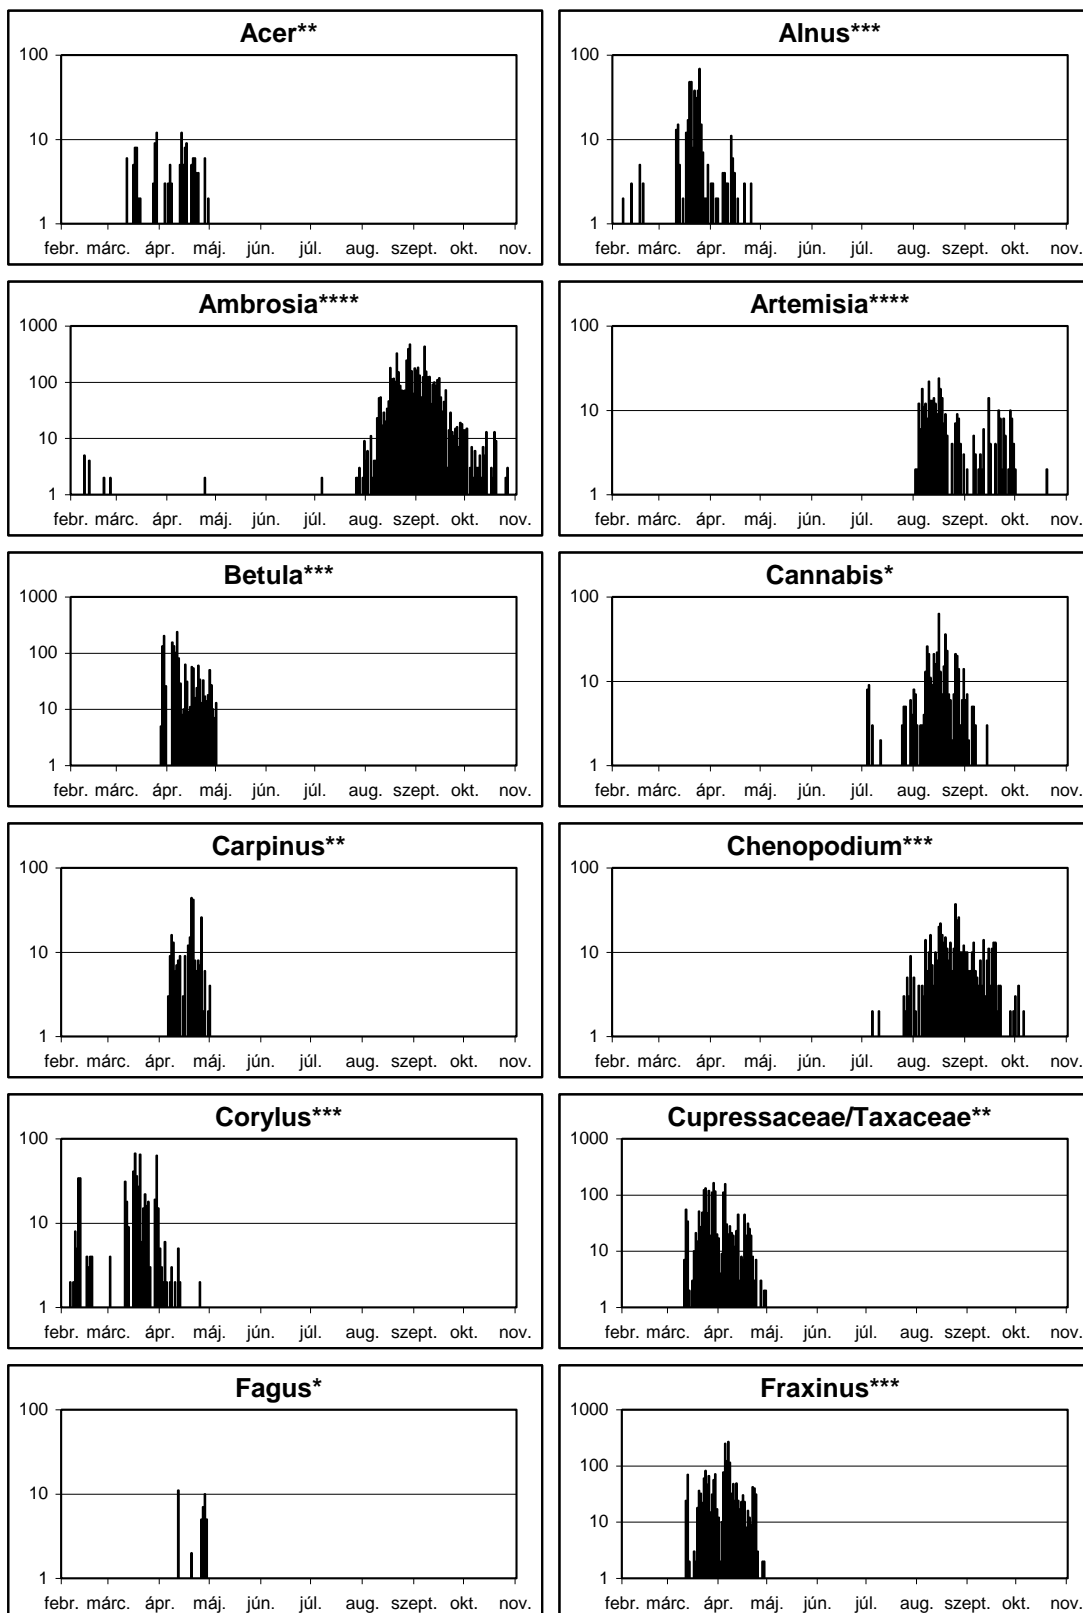 Acer**
100
10
1
febr. márc. ápr. máj. jún. júl. aug. szept. okt. nov.
Alnus***
100
10
1
febr. márc. ápr. máj. jún. júl. aug. szept. okt. nov.
Ambrosia****
1000
100
10
1
febr. márc. ápr. máj. jún. júl. aug. szept. okt. nov.
Artemisia****
100
10
1
febr. márc. ápr. máj. jún. júl. aug. szept. okt. nov.
Betula***
1000
100
10
1
febr. márc. ápr. máj. jún. júl. aug. szept. okt. nov.
Cannabis*
100
10
1
febr. márc. ápr. máj. jún. júl. aug. szept. okt. nov.
Carpinus**
100
10
1
febr. márc. ápr. máj. jún. júl. aug. szept. okt. nov.
Chenopodium***
100
10
1
febr. márc. ápr. máj. jún. júl. aug. szept. okt. nov.
Corylus***
100
10
1
febr. márc. ápr. máj. jún. júl. aug. szept. okt. nov.
Cupressaceae/Taxaceae**
1000
100
10
1
febr. márc. ápr. máj. jún. júl. aug. szept. okt. nov.
Fagus*
100
10
1
febr. márc. ápr. máj. jún. júl. aug. szept. okt. nov.
Fraxinus***
1000
100
10
1
febr. márc. ápr. máj. jún. júl. aug. szept. okt. nov.